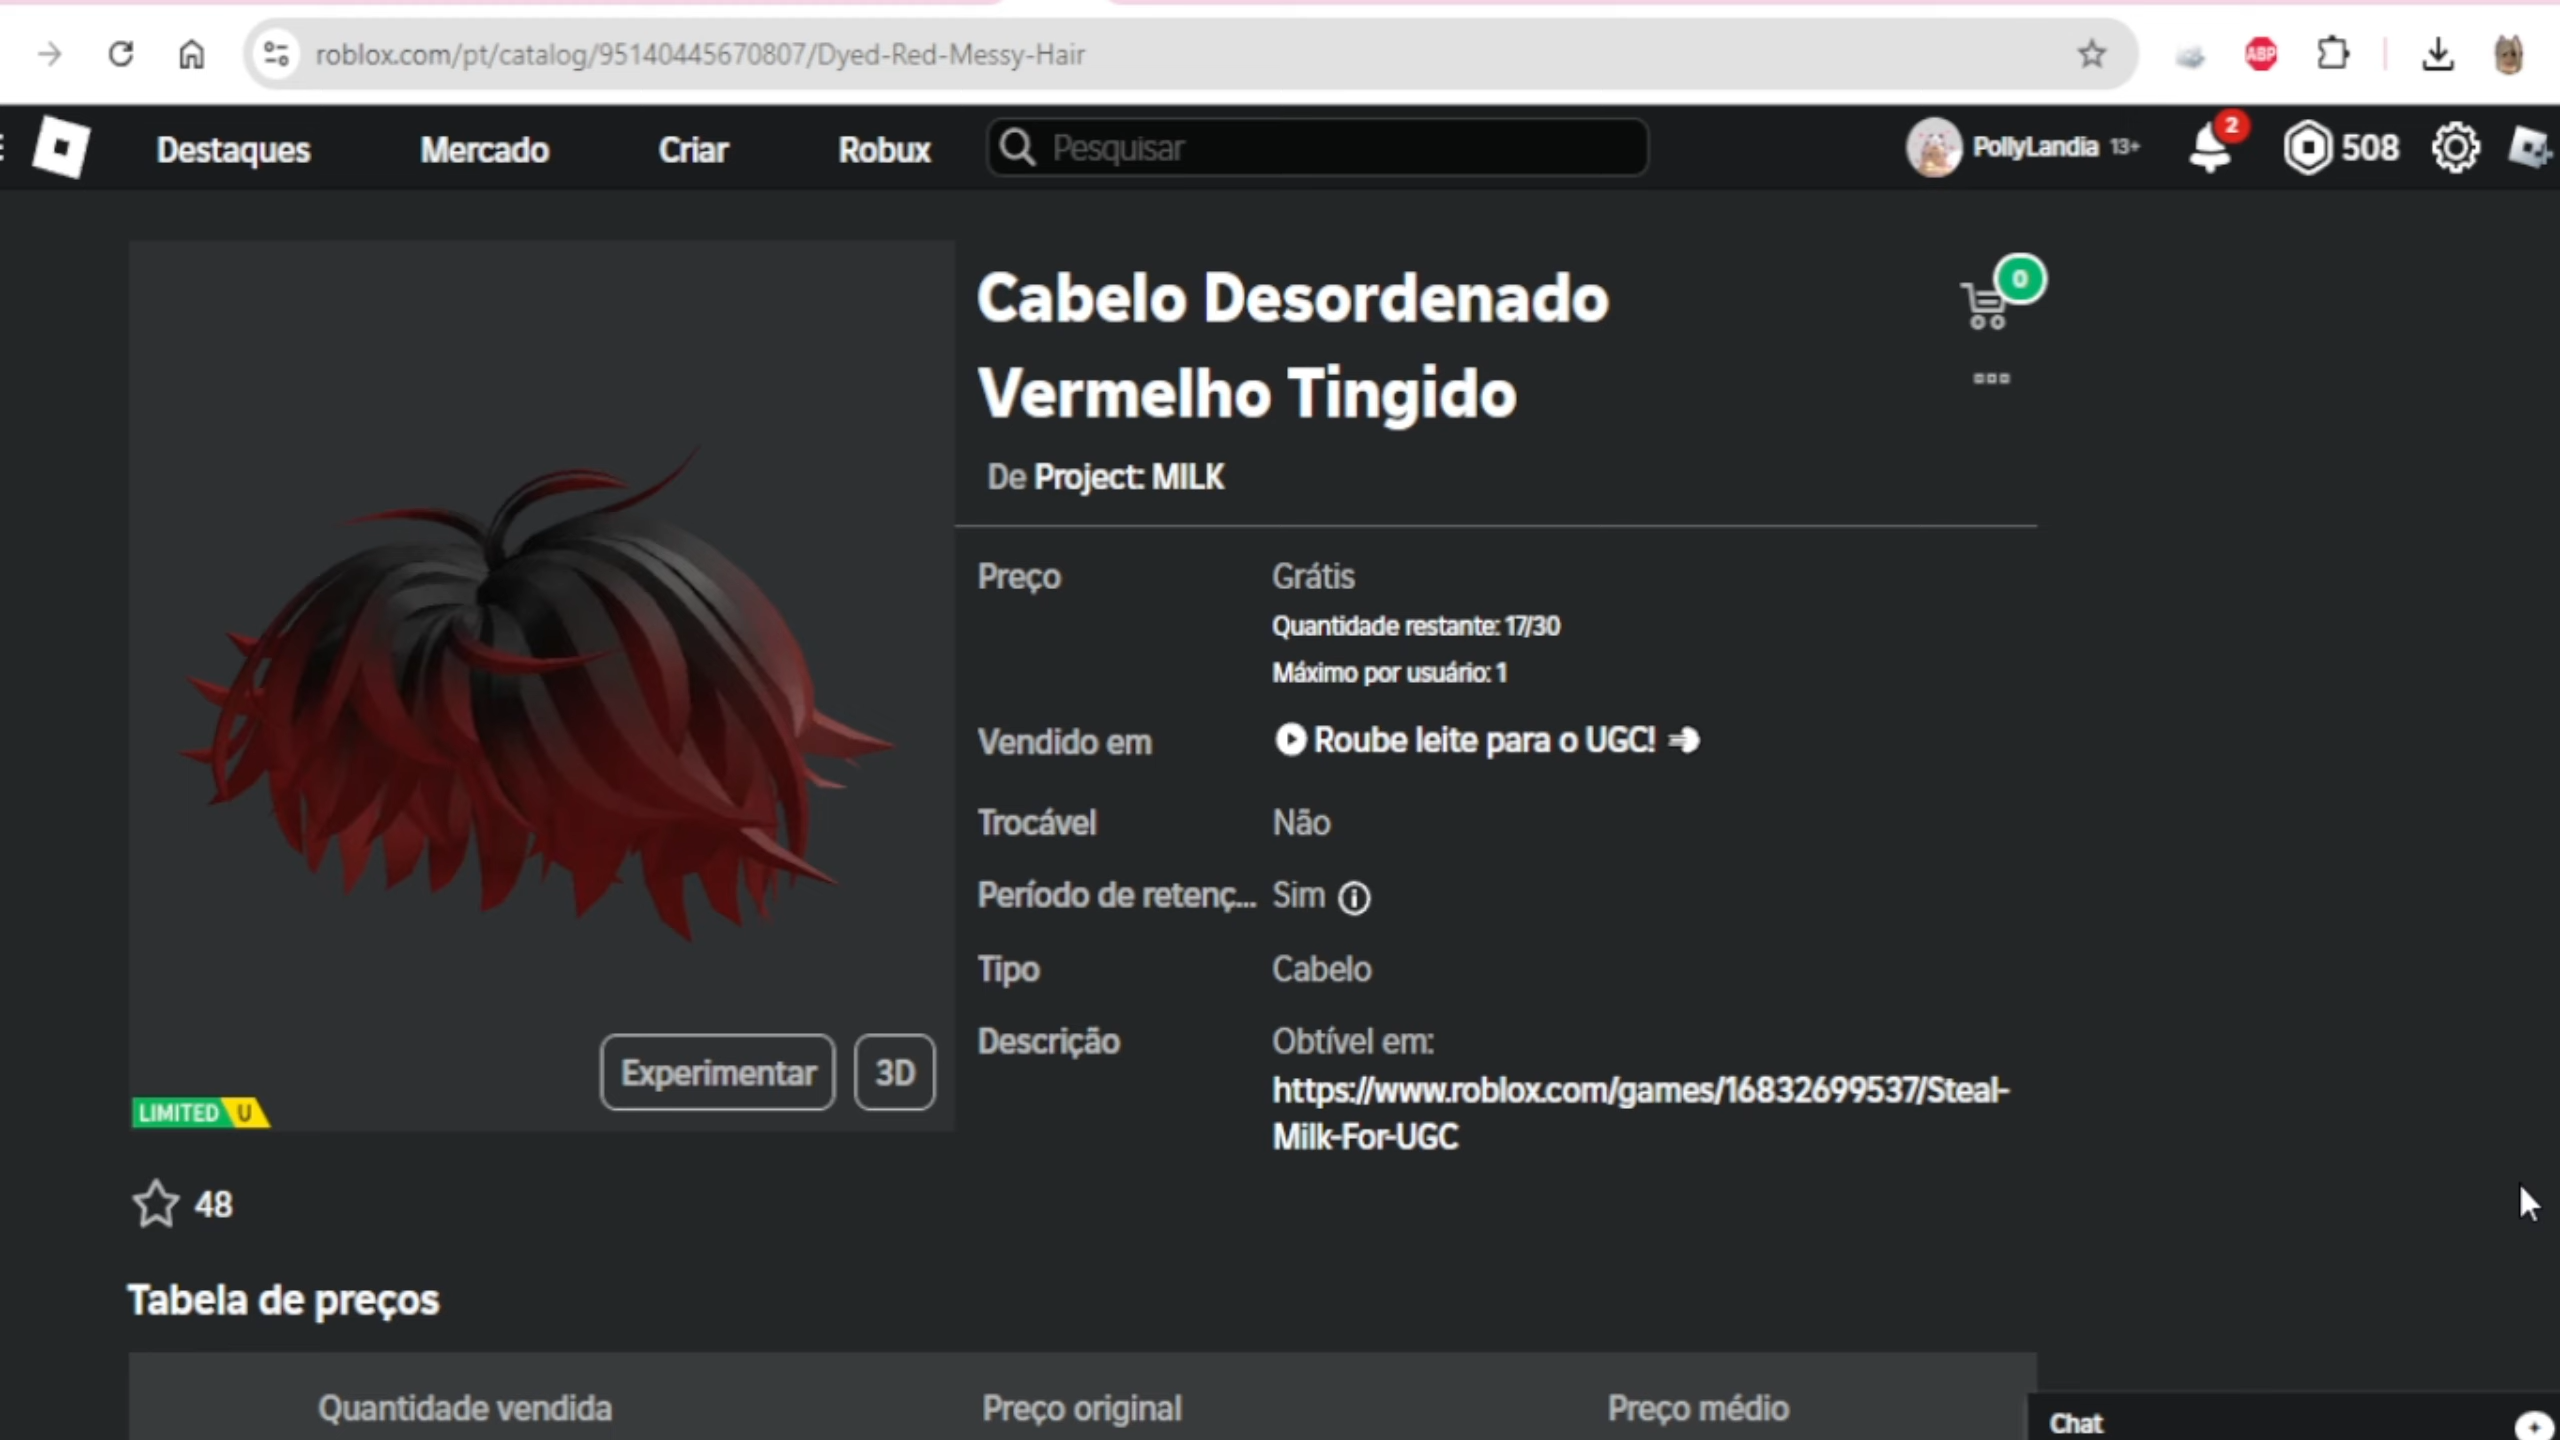 roblox.com/pt/catalog/95140445670807/Dyed-Red-Messy-Hair
ABP
Destaques
Mercado
Criar
Robux
Pesquisar
PollyLandia 13+
2
508
Cabelo Desordenado
Vermelho Tingido
0
De Project: MILK
Preço
Grátis
Quantidade restante: 17/30
Máximo por usuário: 1
Vendido em
Roube leite para o UGC!
Trocável
Não
Período de retenç...
Sim
Tipo
Cabelo
Descrição
Obtível em:
https://www.roblox.com/games/16832699537/Steal-
Milk-For-UGC
Experimentar
3D
LIMITED U
48
Tabela de preços
Quantidade vendida
Preço original
Preço médio
Chat